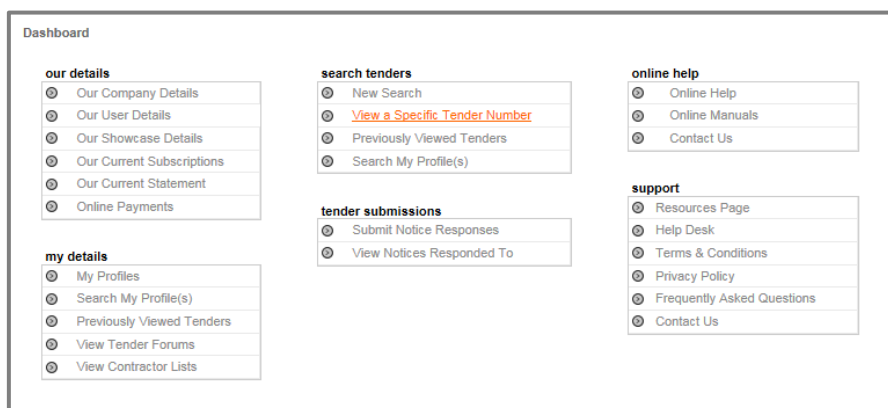 Dashboard
our details
Our Company Details
Our User Details
Our Showcase Details
Our Current Subscriptions
Our Current Statement
Online Payments
my details
My Profiles
Search My Profile(s)
Previously Viewed Tenders
View Tender Forums
View Contractor Lists
search tenders
New Search
View a Specific Tender Number
Previously Viewed Tenders
Search My Profile(s)
tender submissions
Submit Notice Responses
View Notices Responded To
online help
Online Help
Online Manuals
Contact Us
support
Resources Page
Help Desk
Terms & Conditions
Privacy Policy
Frequently Asked Questions
Contact Us